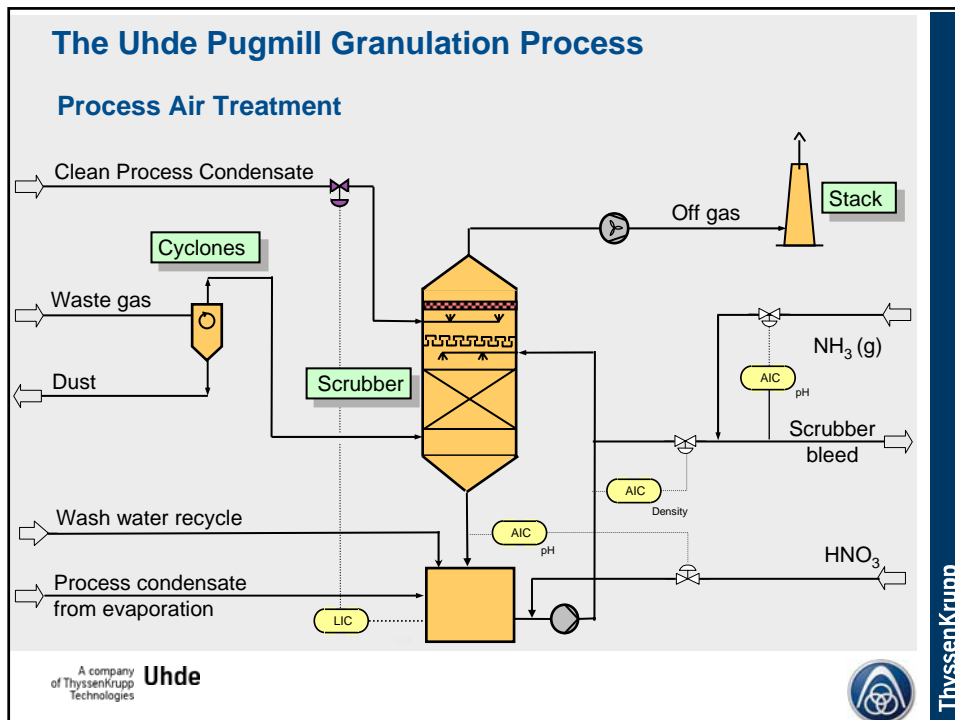 The Uhde Pugmill Granulation Process
Process Air Treatment
Clean Process Condensate
Off gas
Stack
Cyclones
Waste gas
NH3 (g)
Dust
Scrubber
AIC
pH
Scrubber
bleed
AIC
Density
Wash water recycle
AIC
pH
HNO3
Process condensate
from evaporation
LIC
A company
of ThyssenKrupp
Technologies
Uhde
ThyssenKrupp